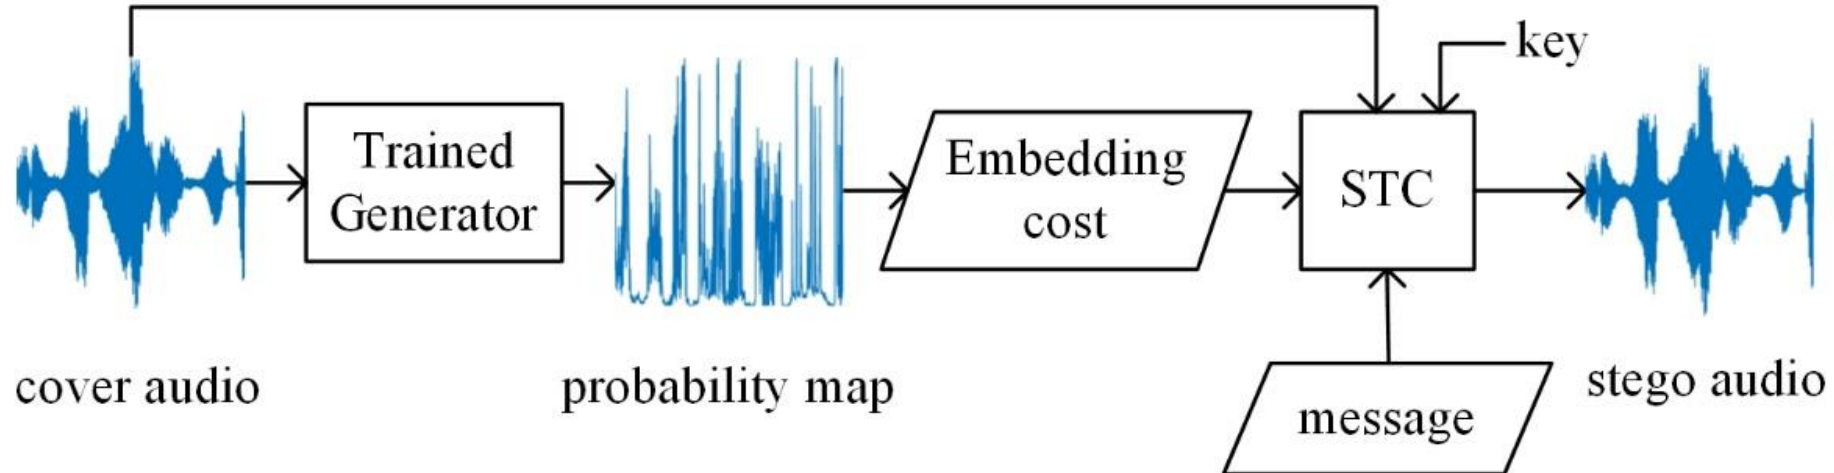 key
Trained
Generator
Embedding
cost
STC
cover audio
probability map
message
stego audio